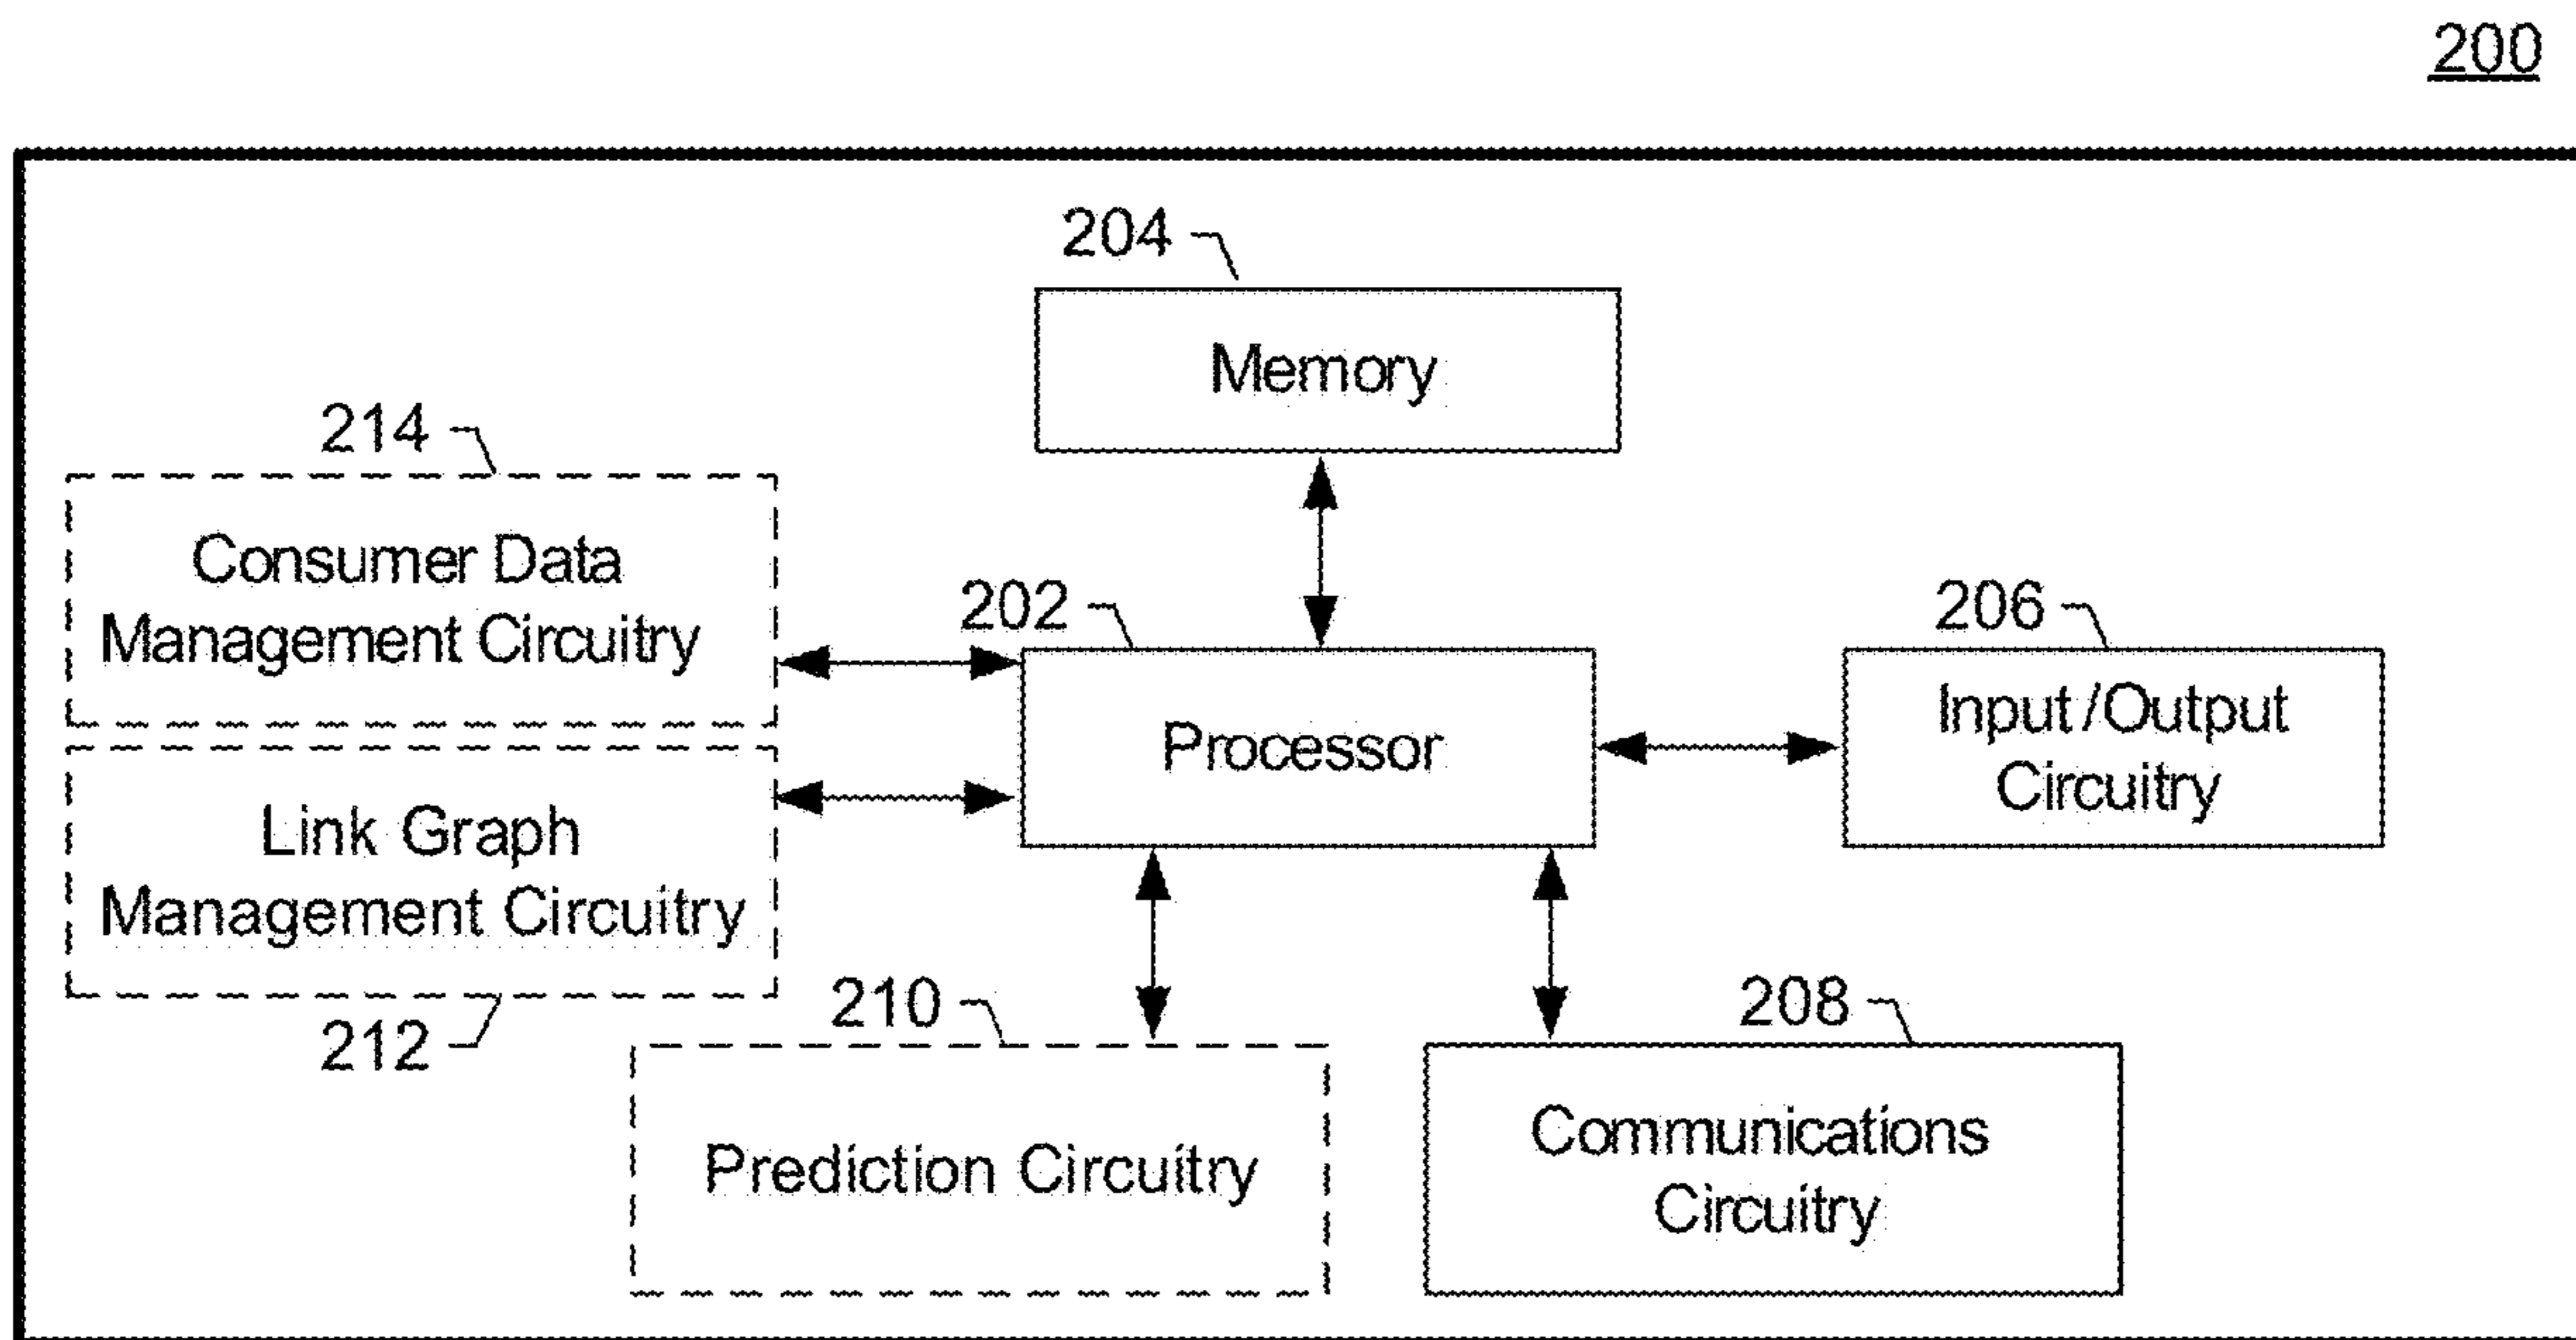 200
204
Memory
214
Consumer Data
Management Circuitry
202
Processor
206
Input/Output
Circuitry
Link Graph
Management Circuitry
212
210
Prediction Circuitry
208
Communications
Circuitry